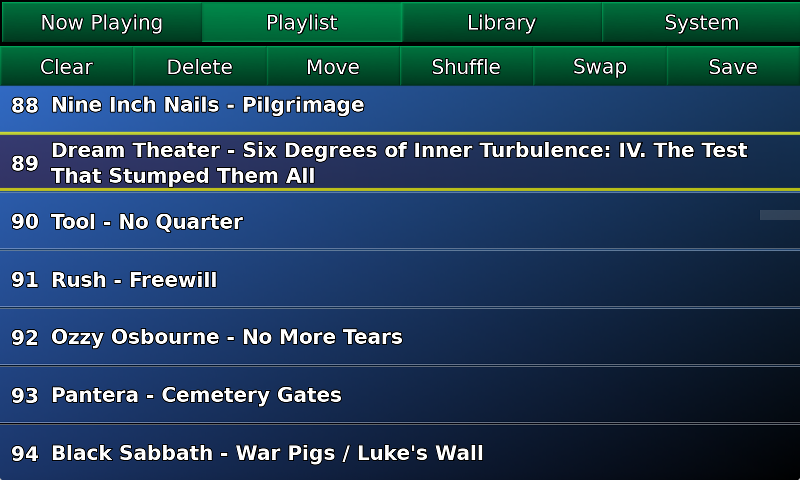 Now Playing Playlist Library System
Clear Delete Move Shuffle Swap Save
88 Nine Inch Nails - Pilgrimage
89 Dream Theater - Six Degrees of Inner Turbulence: IV. The Test
That Stumped Them All
90 Tool - No Quarter
91 Rush - Freewill
92 Ozzy Osbourne - No More Tears
93 Pantera - Cemetery Gates
94 Black Sabbath - War Pigs / Luke's Wall